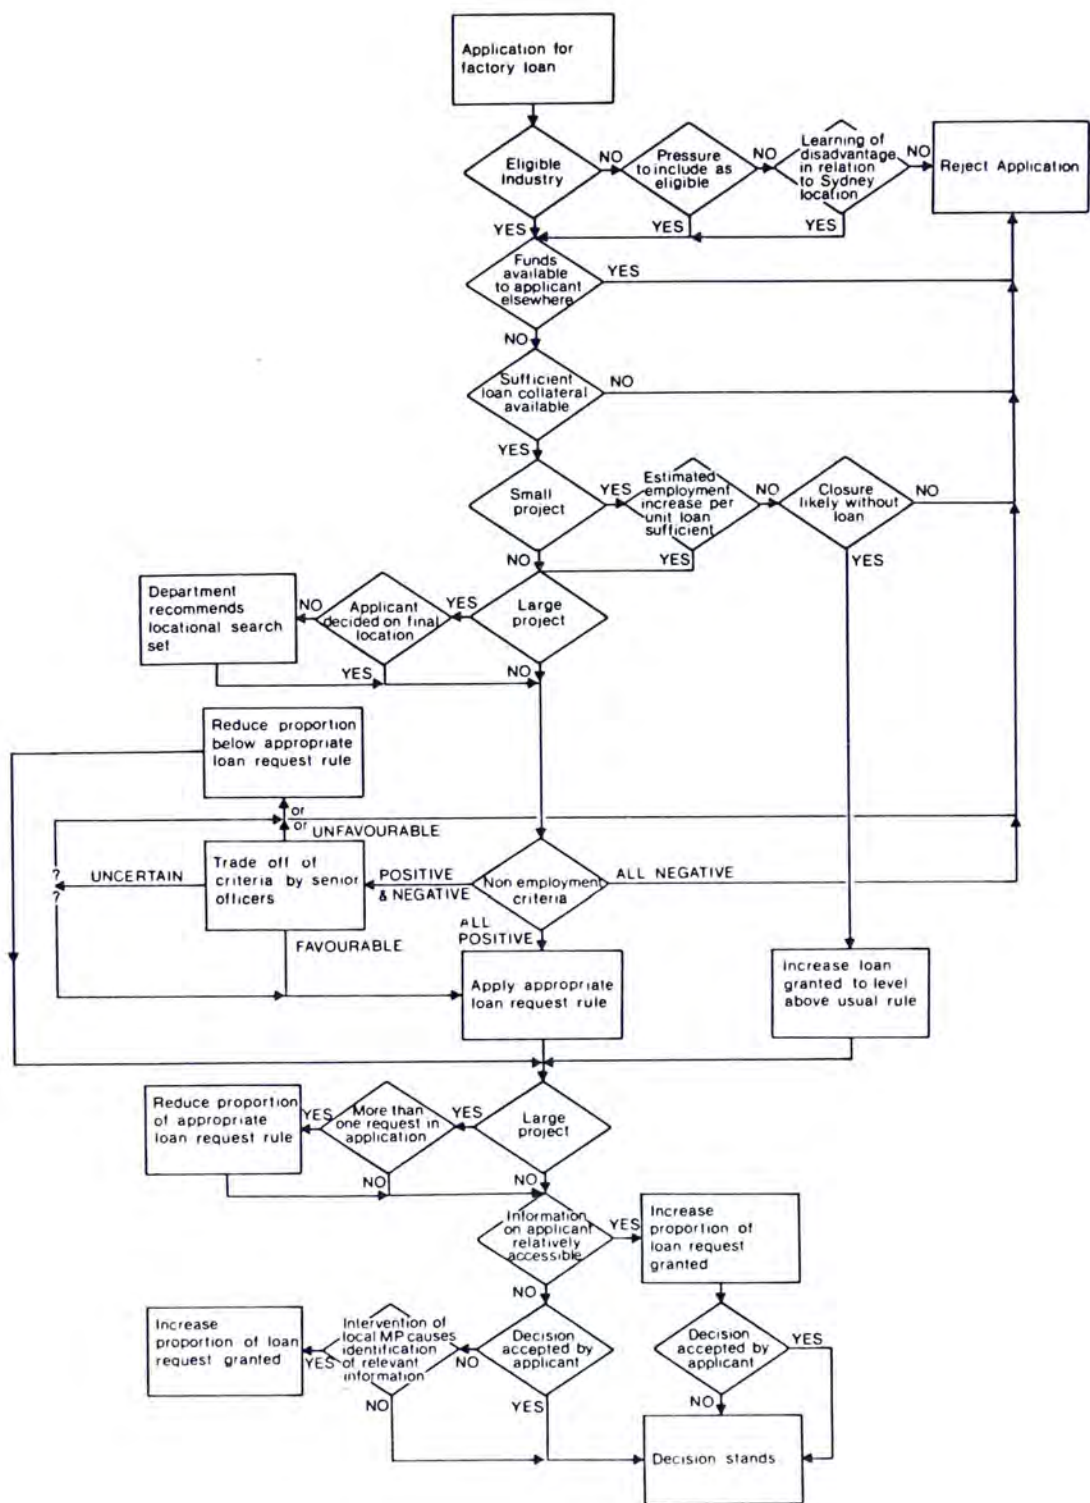 Application for
factory loan
Eligible
Industry
NO
Pressure
to include as
eligible
NO
Learning of
disadvantage
in relation
to Sydney
location
NO
Reject Application
YES
YES
YES
Funds
available
to applicant
elsewhere
YES
NO
Sufficient
loan collateral
available
NO
YES
Small
project
YES
Estimated
employment
increase per
unit loan
sufficient
NO
Closure
likely without
loan
NO
NO
YES
YES
Department
recommends
locational search
set
NO
Applicant
decided on final
location
YES
Large
project
YES
NO
Reduce proportion
below appropriate
loan request rule
or
or
UNFAVOURABLE
?
?
UNCERTAIN
Trade off of
criteria by senior
officers
POSITIVE
& NEGATIVE
Non employment
criteria
ALL NEGATIVE
FAVOURABLE
ALL
POSITIVE
Apply appropriate
loan request rule
Increase loan
granted to level
above usual rule
Reduce proportion
of appropriate
loan request rule
YES
More than
one request in
application
YES
Large
project
NO
NO
Information
on applicant
relatively
accessible
YES
Increase
proportion of
loan request
granted
NO
Increase
proportion of loan
request granted
YES
Intervention of
local MP causes
identification
of relevant
information
NO
Decision
accepted by
applicant
Decision
accepted by
applicant
YES
NO
YES
NO
Decision stands